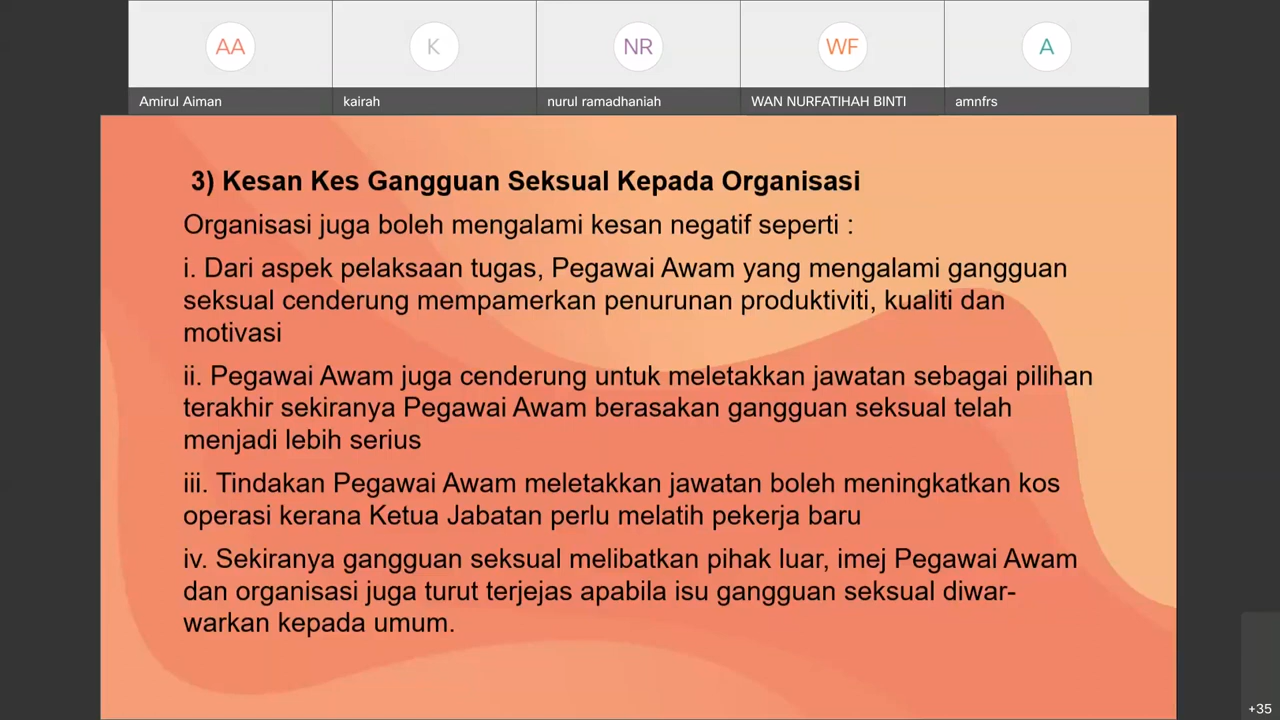 AA
K
NR
WF
A
Amirul Aiman
kairah
nurul ramadhaniah
WAN NURFATIHAH BINTI
amnfrs
3) Kesan Kes Gangguan Seksual Kepada Organisasi
Organisasi juga boleh mengalami kesan negatif seperti :
i. Dari aspek pelaksaan tugas, Pegawai Awam yang mengalami gangguan
seksual cenderung mempamerkan penurunan produktiviti, kualiti dan
motivasi
ii. Pegawai Awam juga cenderung untuk meletakkan jawatan sebagai pilihan
terakhir sekiranya Pegawai Awam berasakan gangguan seksual telah
menjadi lebih serius
iii. Tindakan Pegawai Awam meletakkan jawatan boleh meningkatkan kos
operasi kerana Ketua Jabatan perlu melatih pekerja baru
iv. Sekiranya gangguan seksual melibatkan pihak luar, imej Pegawai Awam
dan organisasi juga turut terjejas apabila isu gangguan seksual diwar-
warkan kepada umum.
+35